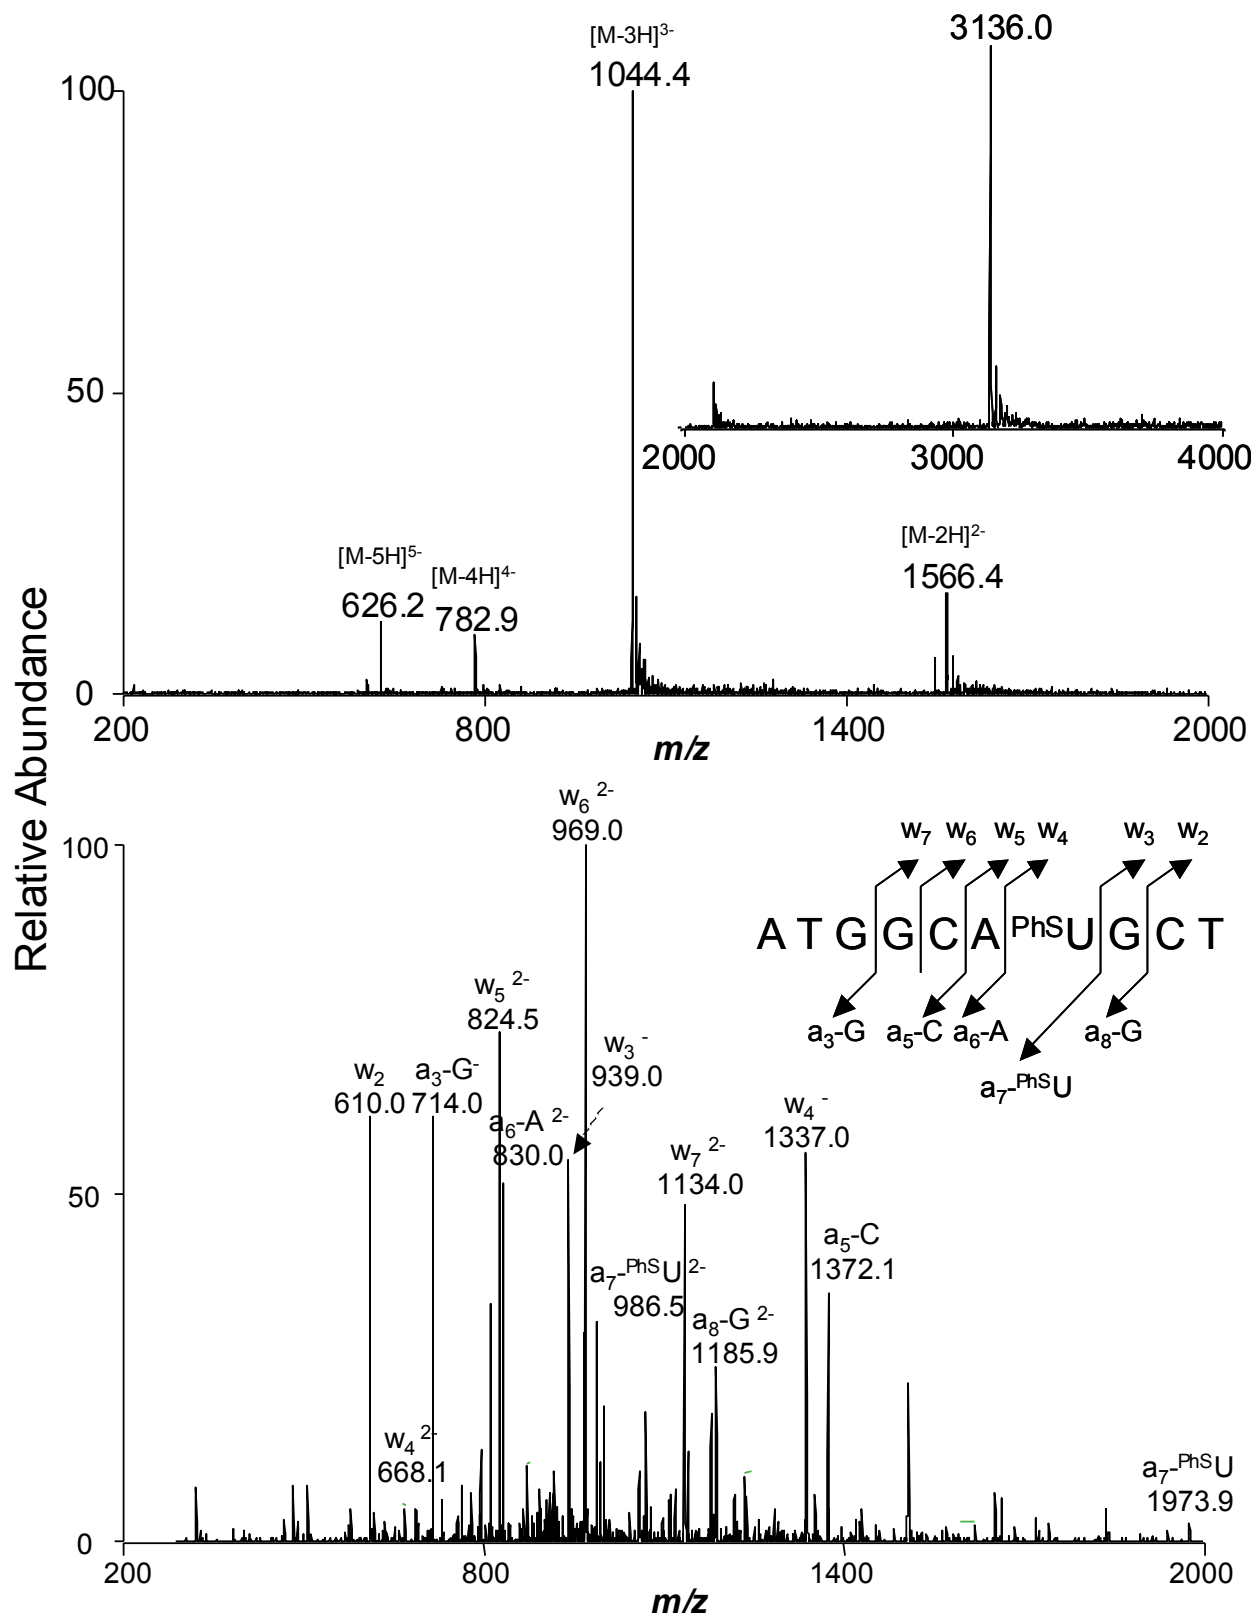 [M-3H]3-
1044.4
3136.0
100
50
0
2000 3000 4000
[M-5H]5-
626.2
[M-4H]4-
782.9
[M-2H]2-
1566.4
200 800 1400 2000
m/z
Relative Abundance
w6 2-
969.0
100
50
0
w7 w6 w5 w4 w3 w2
A T G G C A PhSU G C T
a3-G a5-C a6-A a8-G
a7-PhSU
w5 2-
824.5
w3 -
939.0
w2
610.0
a3-G-
714.0
a6-A 2-
830.0
w4 -
1337.0
w7 2-
1134.0
a5-C
1372.1
a7-PhSU 2-
986.5
a8-G 2-
1185.9
w4 2-
668.1
a7-PhSU
1973.9
200 800 1400 2000
m/z